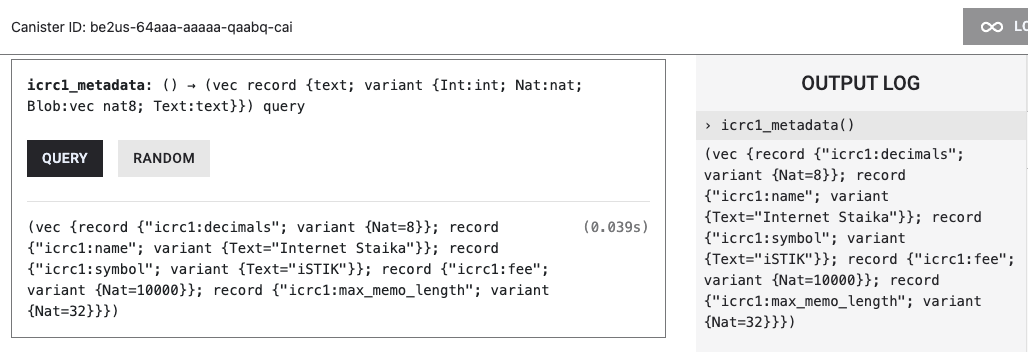 Canister ID: be2us-64aaa-aaaaa-qaabq-cai
icrc1_metadata: () → (vec record {text; variant {Int:int; Nat:nat;
Blob:vec nat8; Text:text}}) query
QUERY RANDOM
(vec {record {"icrc1:decimals"; variant {Nat=8}}; record (0.039s)
{"icrc1:name"; variant {Text="Internet Staika"}}; record
{"icrc1:symbol"; variant {Text="iSTIK"}}; record {"icrc1:fee";
variant {Nat=10000}}; record {"icrc1:max_memo_length"; variant
{Nat=32}}})
OUTPUT LOG
› icrc1_metadata()
(vec {record {"icrc1:decimals";
variant {Nat=8}}; record
{"icrc1:name"; variant
{Text="Internet Staika"}}; record
{"icrc1:symbol"; variant
{Text="iSTIK"}}; record {"icrc1:fee";
variant {Nat=10000}}; record
{"icrc1:max_memo_length"; variant
{Nat=32}}})